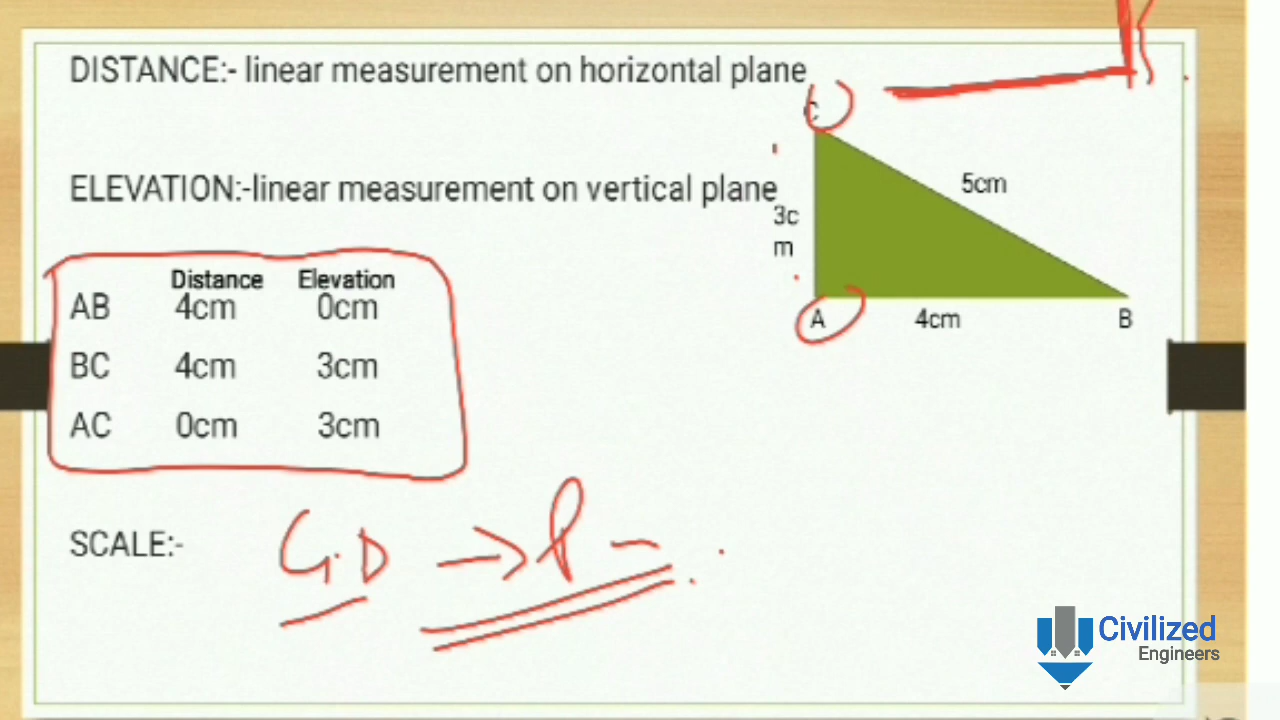 DISTANCE:- linear measurement on horizontal plane
C
ELEVATION:-linear measurement on vertical plane
5cm
3c
m
Distance Elevation
AB 4cm 0cm
A 4cm B
BC 4cm 3cm
AC 0cm 3cm
SCALE:- G.D → P
Civilized
Engineers